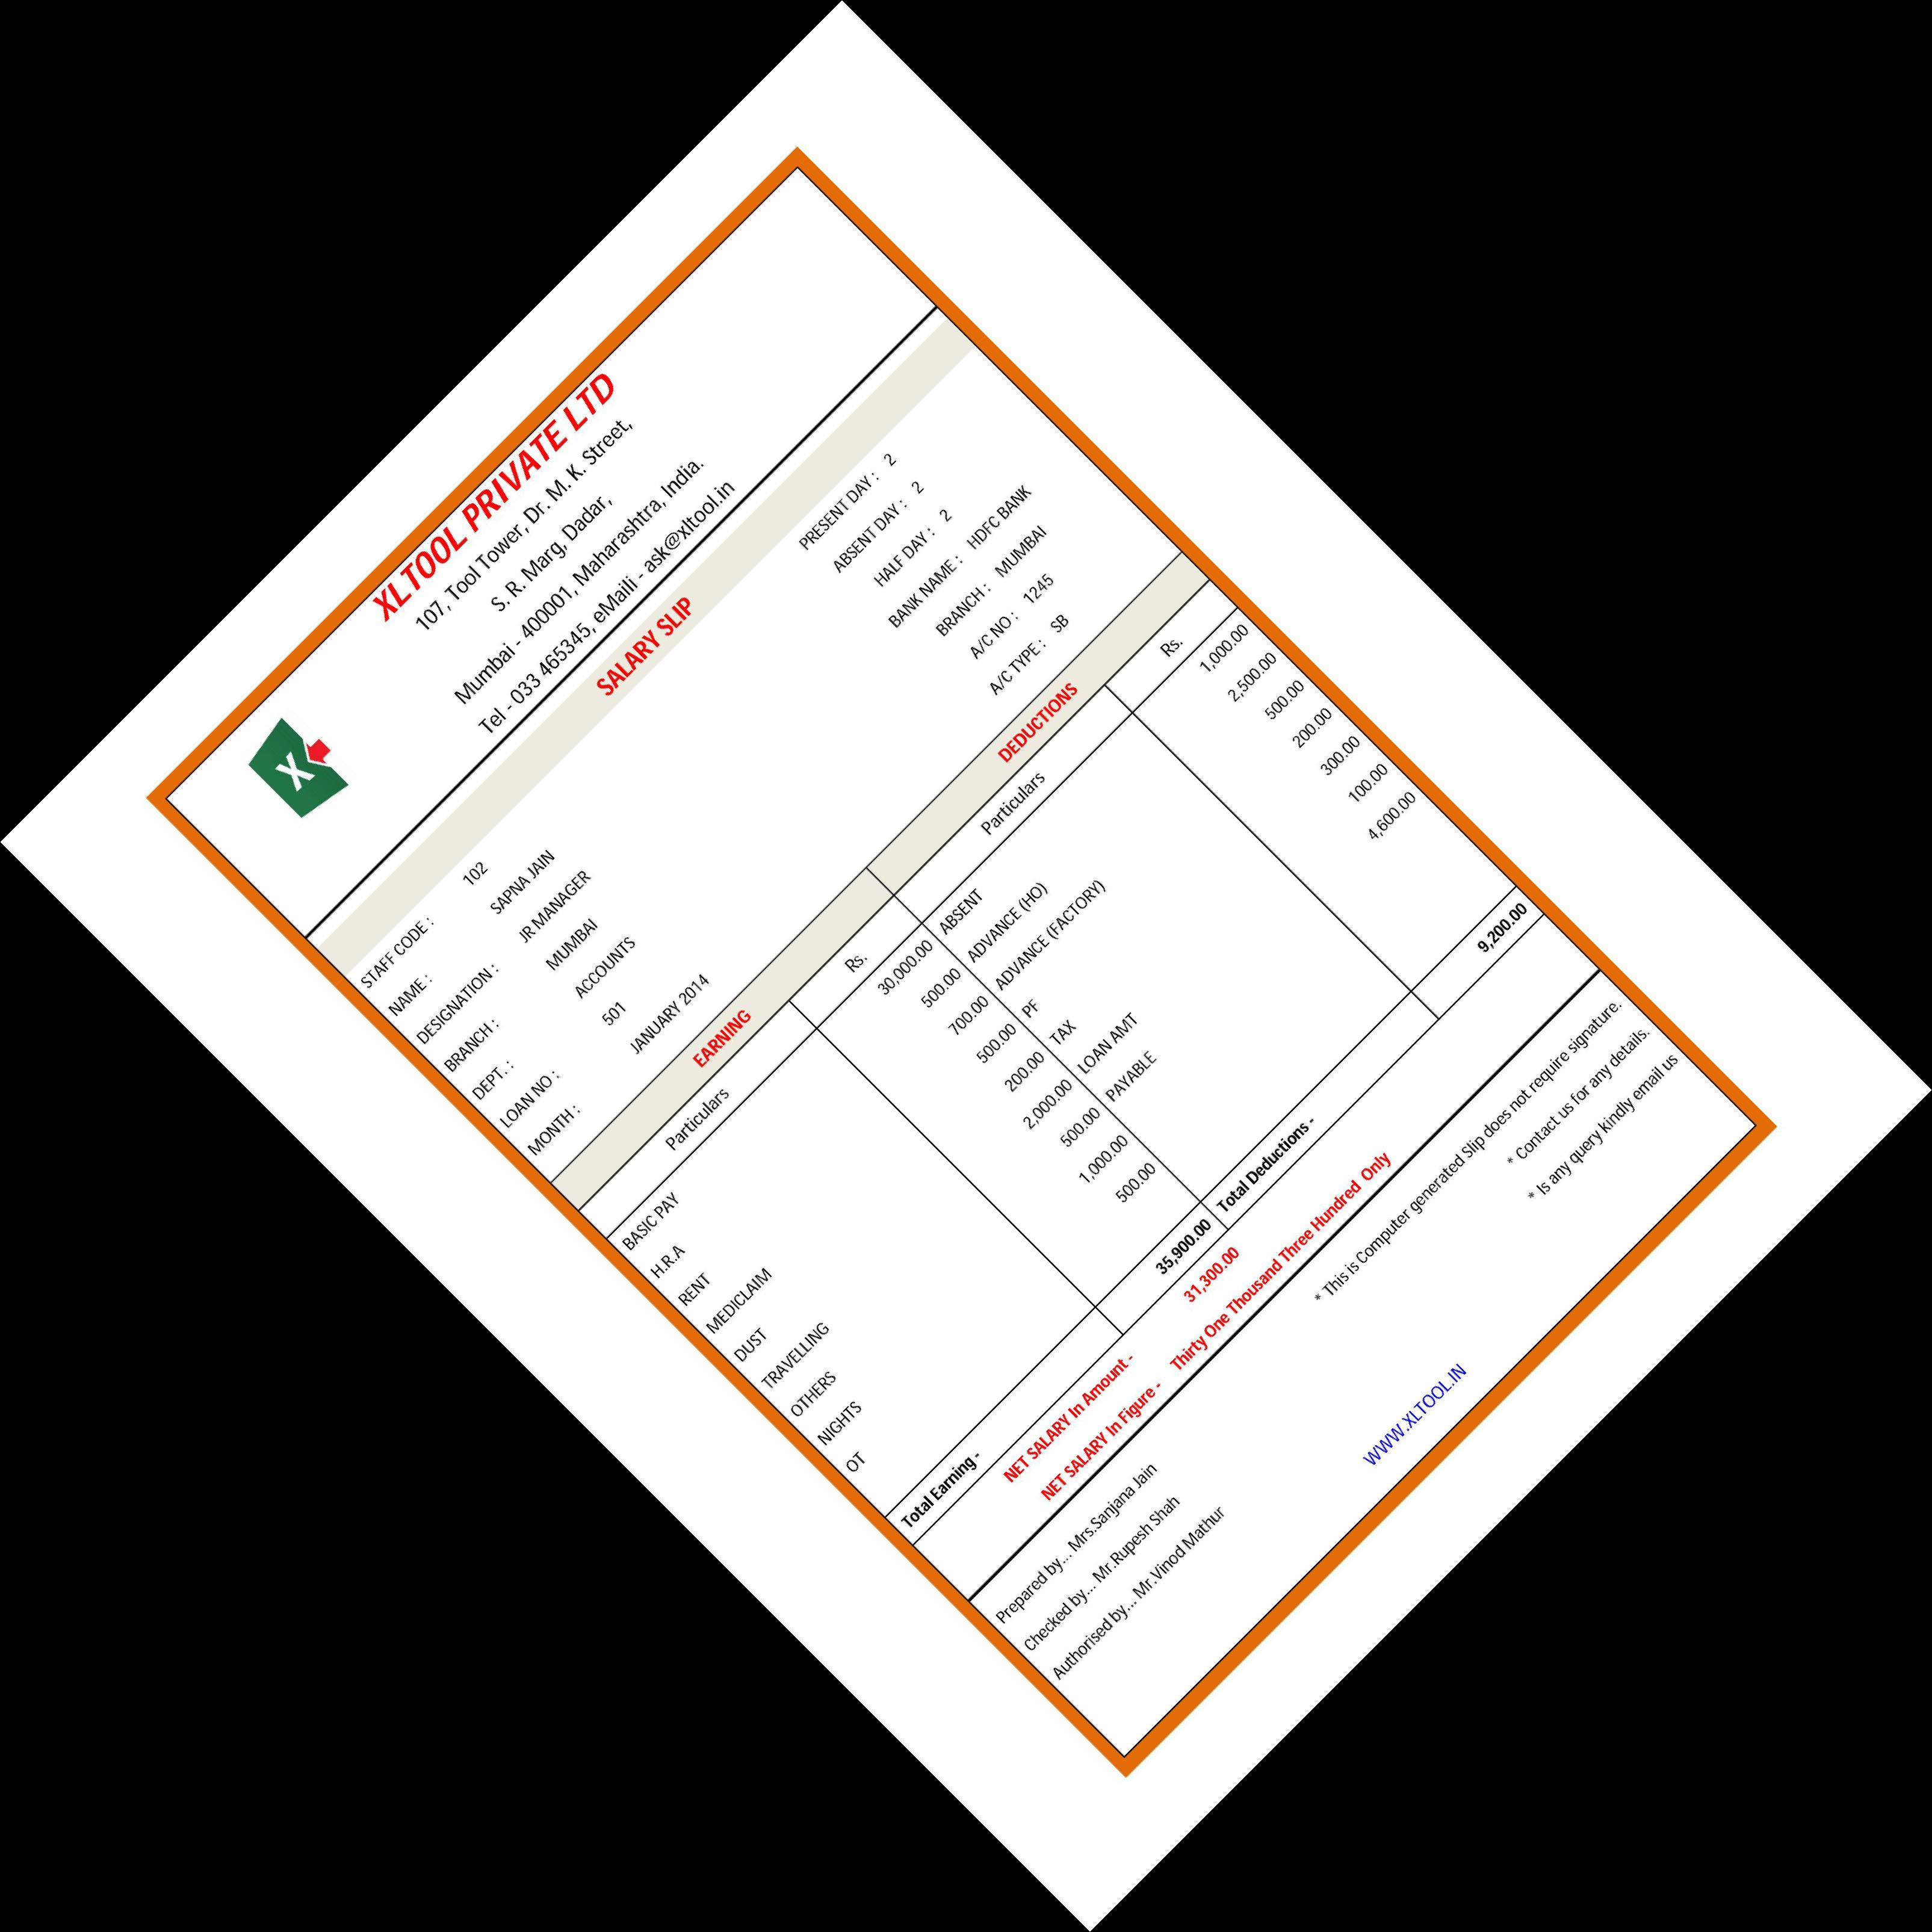 XLTOOL PRIVATE LTD
107, Tool Tower, Dr. M. K. Street,
S. R. Marg, Dadar,
Mumbai - 400001, Maharashtra, India.
Tel - 033 465345, eMailli - ask@xltool.in
X
SALARY SLIP
STAFF CODE : 102 PRESENT DAY : 2
NAME : SAPNA JAIN ABSENT DAY : 2
DESIGNATION : JR MANAGER HALF DAY : 2
BRANCH : MUMBAI BANK NAME : HDFC BANK
DEPT. : ACCOUNTS BRANCH : MUMBAI
LOAN NO : 501 A/C NO : 1245
MONTH : JANUARY 2014 A/C TYPE : SB
EARNING DEDUCTIONS
Particulars Rs. Particulars Rs.
BASIC PAY 30,000.00 ABSENT 1,000.00
H.R.A 500.00 ADVANCE (HO) 2,500.00
RENT 700.00 ADVANCE (FACTORY) 500.00
MEDICLAIM 500.00 PF 200.00
DUST 200.00 TAX 300.00
TRAVELLING 2,000.00 LOAN AMT 100.00
OTHERS 500.00 PAYABLE 4,600.00
NIGHTS 1,000.00
OT 500.00
Total Earning - 35,900.00 Total Deductions - 9,200.00
NET SALARY In Amount - 31,300.00
NET SALARY In Figure - Thirty One Thousand Three Hundred Only
Prepared by... Mrs.Sanjana Jain * This is Computer generated Slip does not require signature.
Checked by... Mr.Rupesh Shah * Contact us for any details.
Authorised by... Mr.Vinod Mathur * Is any query kindly email us
WWW.XLTOOL.IN